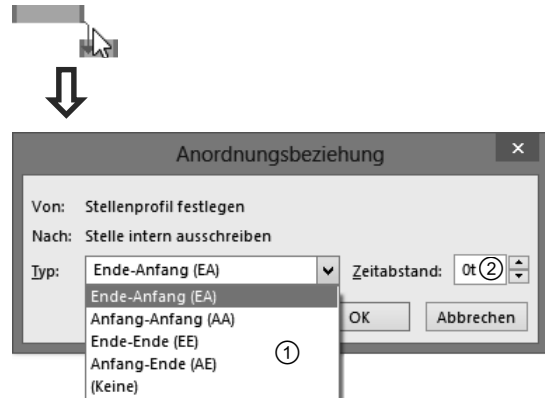 Anordnungsbeziehung
Von: Stellenprofil festlegen
Nach: Stelle intern ausschreiben
Typ: Ende-Anfang (EA) Zeitabstand: 0t ②
Ende-Anfang (EA)
Anfang-Anfang (AA) OK Abbrechen
Ende-Ende (EE) ①
Anfang-Ende (AE)
(Keine)